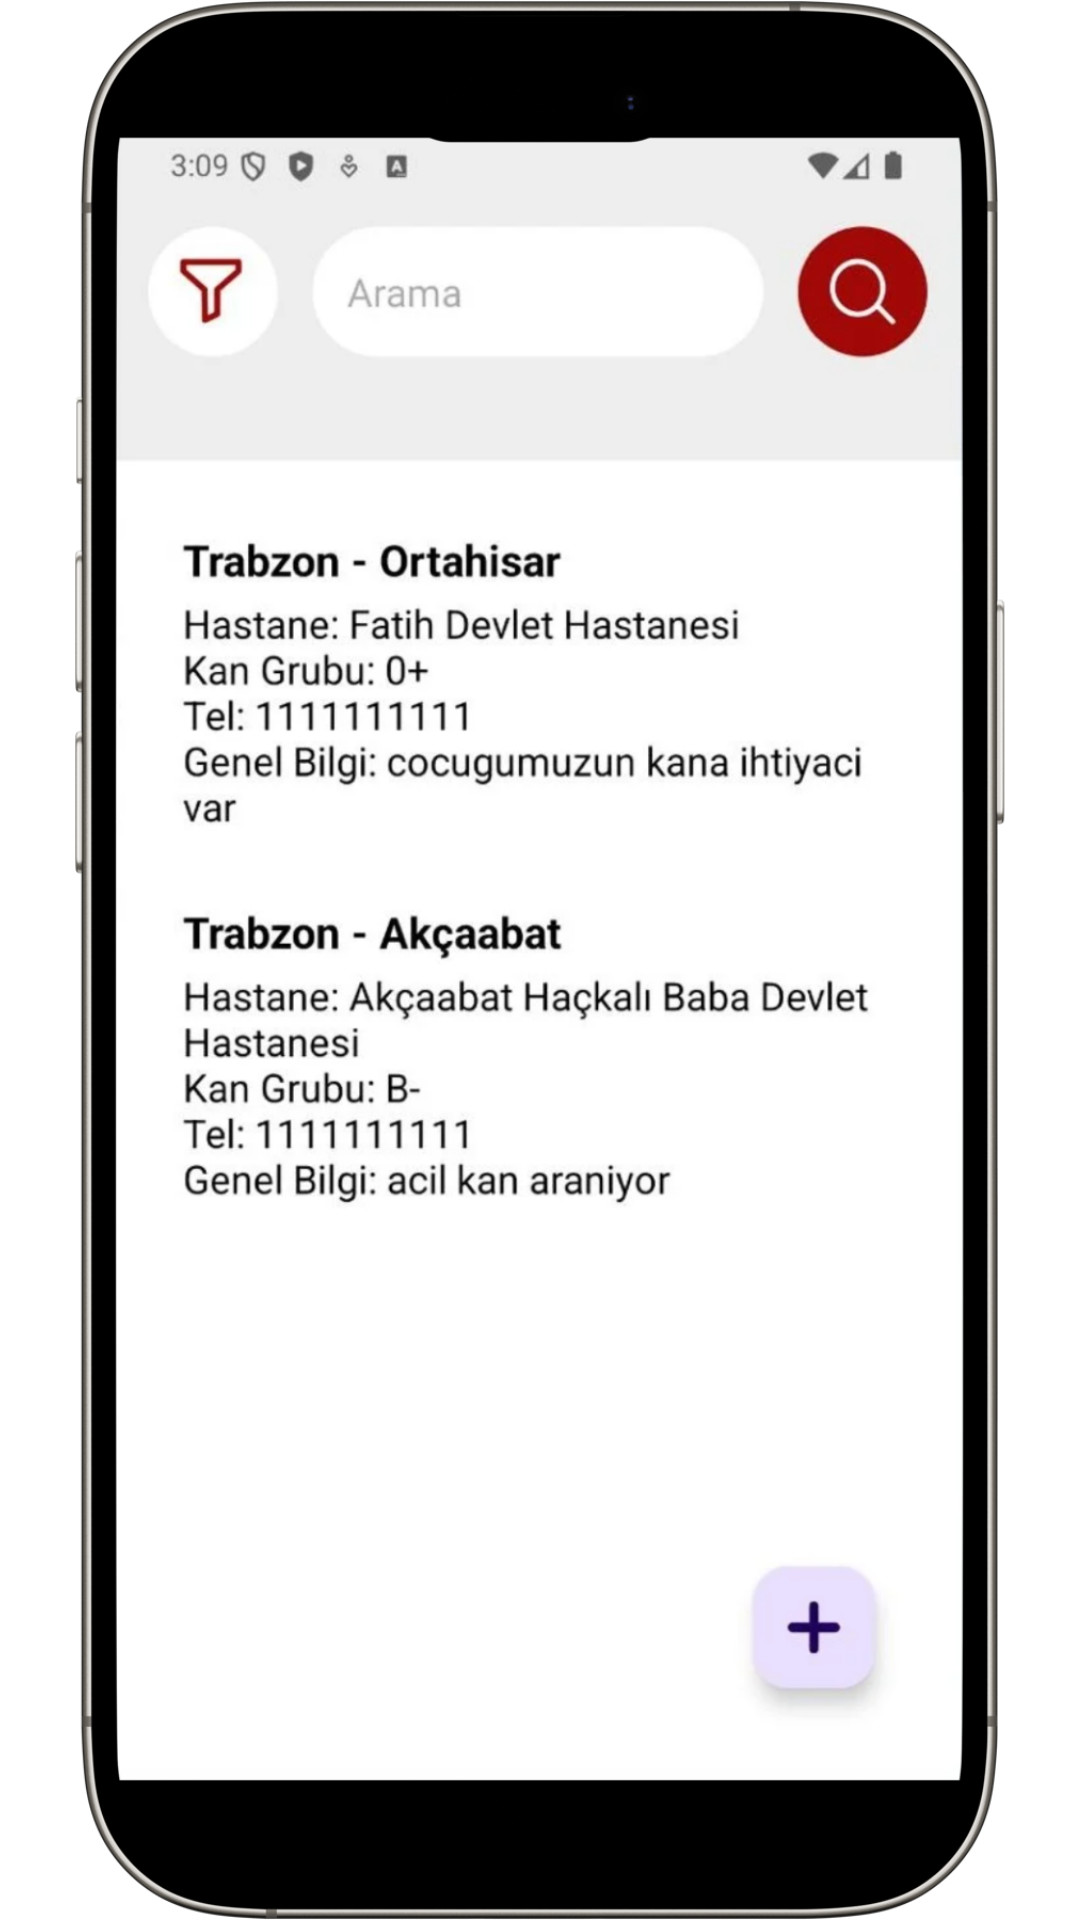 3:09
Arama
Trabzon - Ortahisar
Hastane: Fatih Devlet Hastanesi
Kan Grubu: 0+
Tel: 1111111111
Genel Bilgi: cocugumuzun kana ihtiyaci
var
Trabzon - Akçaabat
Hastane: Akçaabat Haçkalı Baba Devlet
Hastanesi
Kan Grubu: B-
Tel: 1111111111
Genel Bilgi: acil kan araniyor